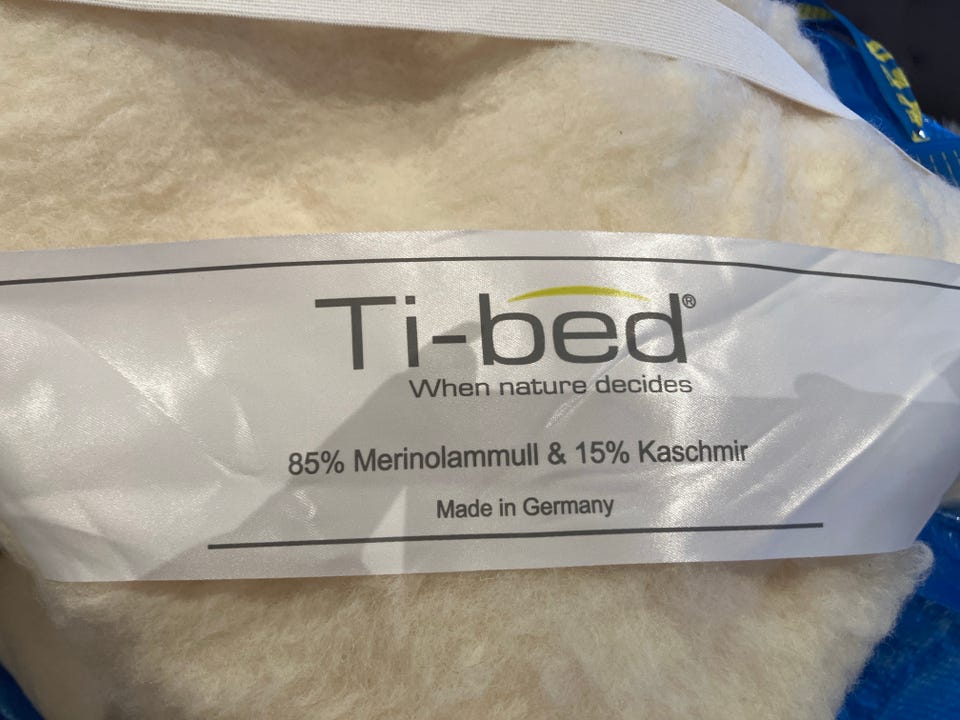 Ti-bed®
When nature decides
85% Merinolammull & 15% Kaschmir
Made in Germany